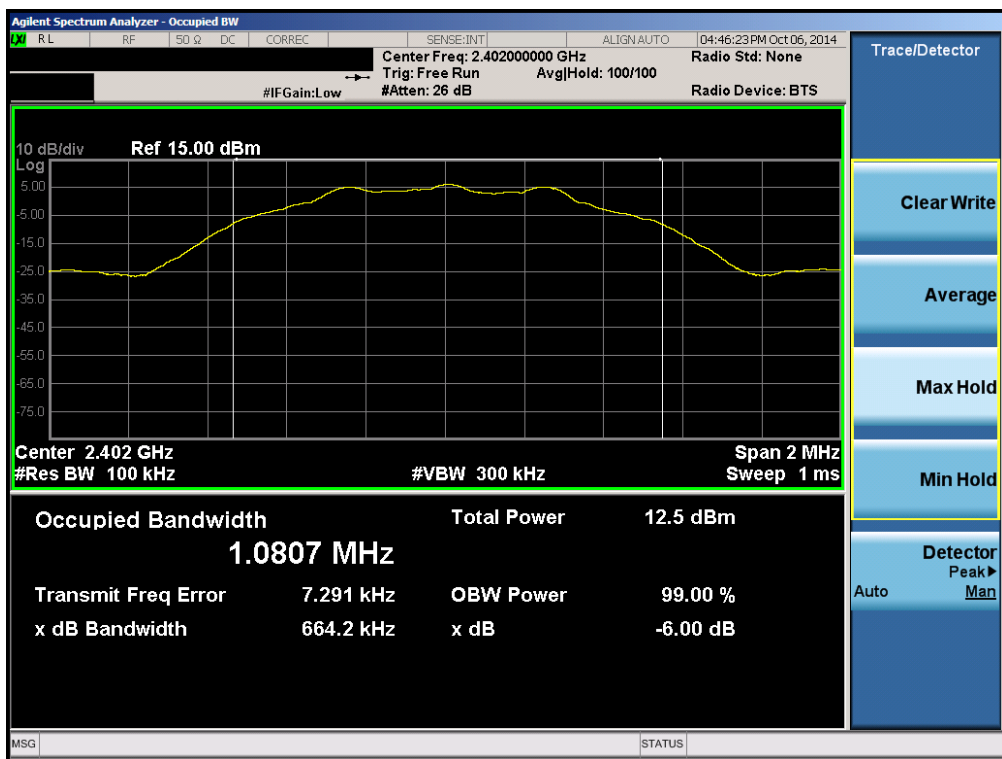 Agilent Spectrum Analyzer - Occupied BW
LXI RL RF 50 Ω DC CORREC SENSE:INT ALIGN AUTO 04:46:23 PM Oct 06, 2014
Center Freq: 2.402000000 GHz Radio Std: None
Trig: Free Run Avg|Hold: 100/100
#IFGain:Low #Atten: 26 dB Radio Device: BTS
10 dB/div Ref 15.00 dBm
Log
5.00
-5.00
-15.0
-25.0
-35.0
-45.0
-55.0
-65.0
-75.0
Center 2.402 GHz Span 2 MHz
#Res BW 100 kHz #VBW 300 kHz Sweep 1 ms
Occupied Bandwidth Total Power 12.5 dBm
1.0807 MHz
Transmit Freq Error 7.291 kHz OBW Power 99.00 %
x dB Bandwidth 664.2 kHz x dB -6.00 dB
MSG STATUS
Trace/Detector
Clear Write
Average
Max Hold
Min Hold
Detector
Peak▶
Auto Man